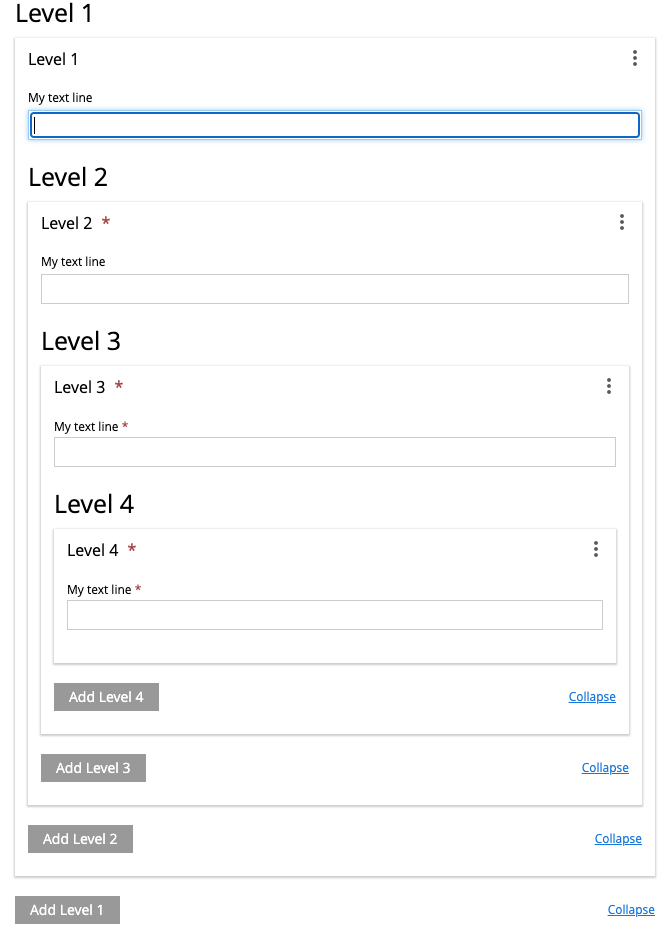 Level 1
Level 1
My text line
Level 2
Level 2 *
My text line
Level 3
Level 3 *
My text line *
Level 4
Level 4 *
My text line *
Add Level 4 Collapse
Add Level 3 Collapse
Add Level 2 Collapse
Add Level 1 Collapse